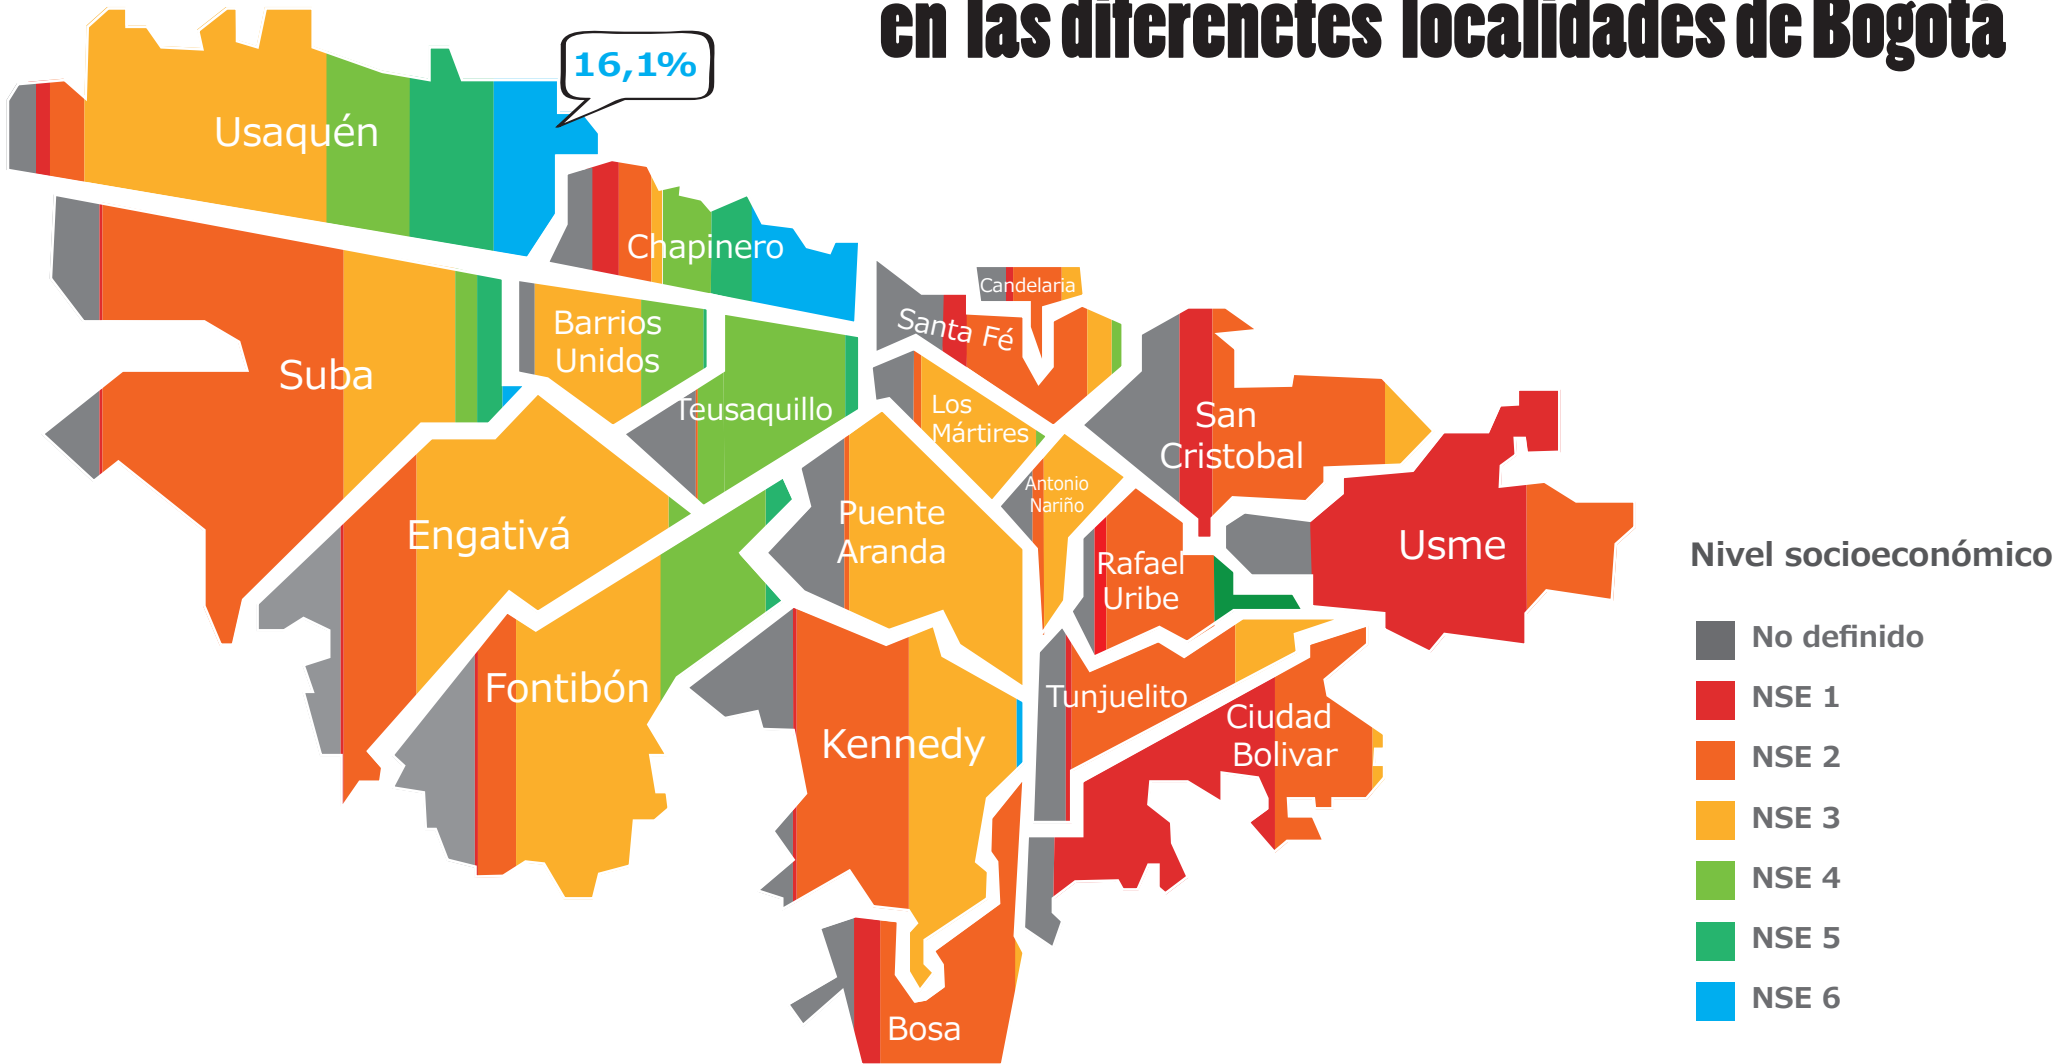 en las diferenetes localidades de Bogotá
16,1%
Usaquén
Chapinero
Candelaria
Santa Fé
Barrios
Unidos
Suba
Teusaquillo
Los
Mártires
San
Cristobal
Antonio
Nariño
Engativá
Puente
Aranda
Rafael
Uribe
Usme
Fontibón
Tunjuelito
Kennedy
Ciudad
Bolivar
Bosa
Nivel socioeconómico
No definido
NSE 1
NSE 2
NSE 3
NSE 4
NSE 5
NSE 6